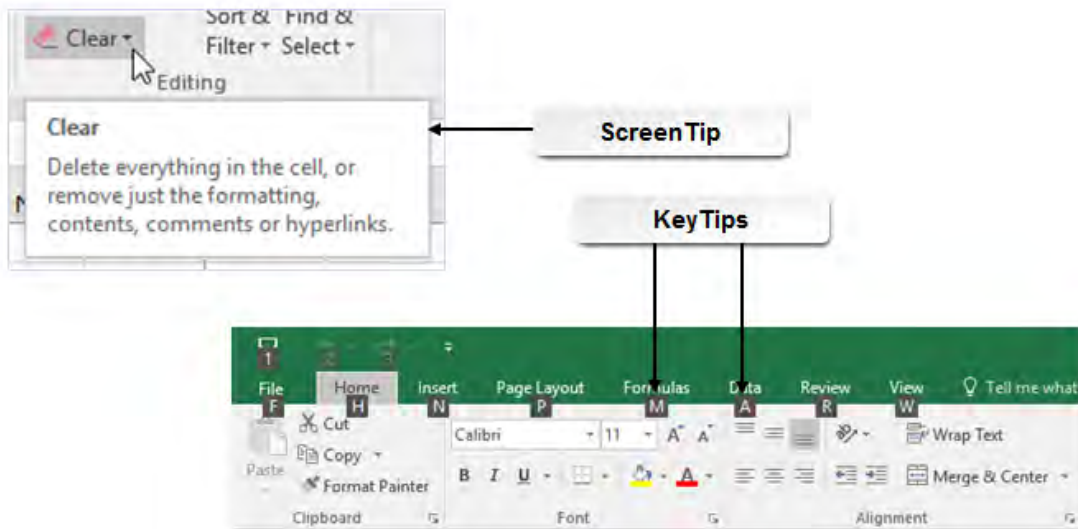 Sort & Find &
Clear Filter Select
Editing
Clear
Delete everything in the cell, or
remove just the formatting,
contents, comments or hyperlinks.
ScreenTip
KeyTips
1
File Home Insert Page Layout Formulas Data Review View Tell me what
F H N P M A R W
Cut
Copy
Format Painter
Paste
Calibri 11 A A
B I U A
Wrap Text
Merge & Center
Clipboard Font Alignment